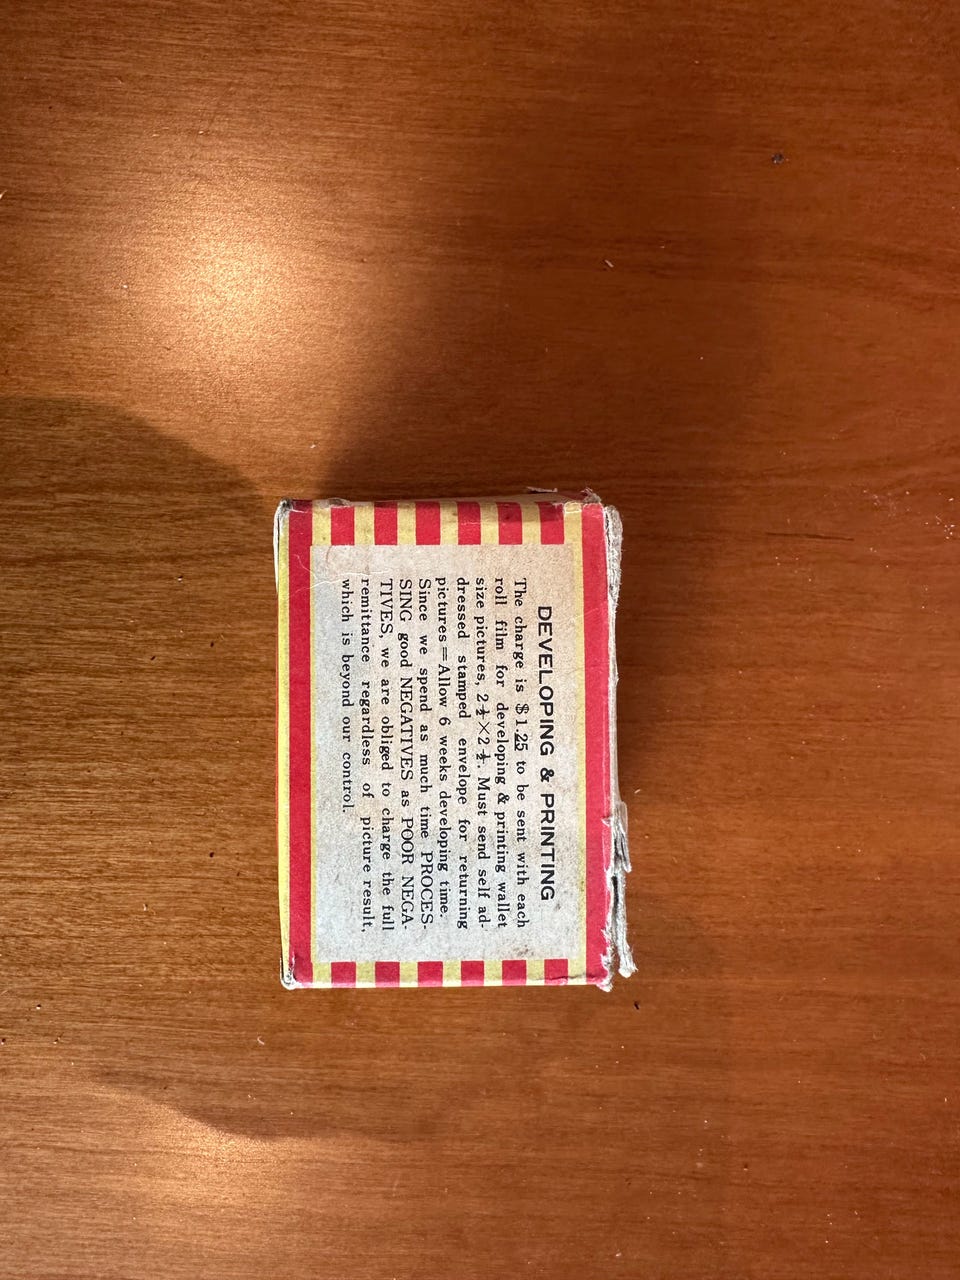 DEVELOPING & PRINTING
The charge is $1.25 to be sent with each
roll film for developing & printing wallet
size pictures, 2½×2½. Must send self ad-
dressed stamped envelope for returning
pictures=Allow 6 weeks developing time.
Since we spend as much time PROCES-
SING good NEGATIVES as POOR NEGA-
TIVES, we are obliged to charge the full
remittance regardless of picture result,
which is beyond our control.